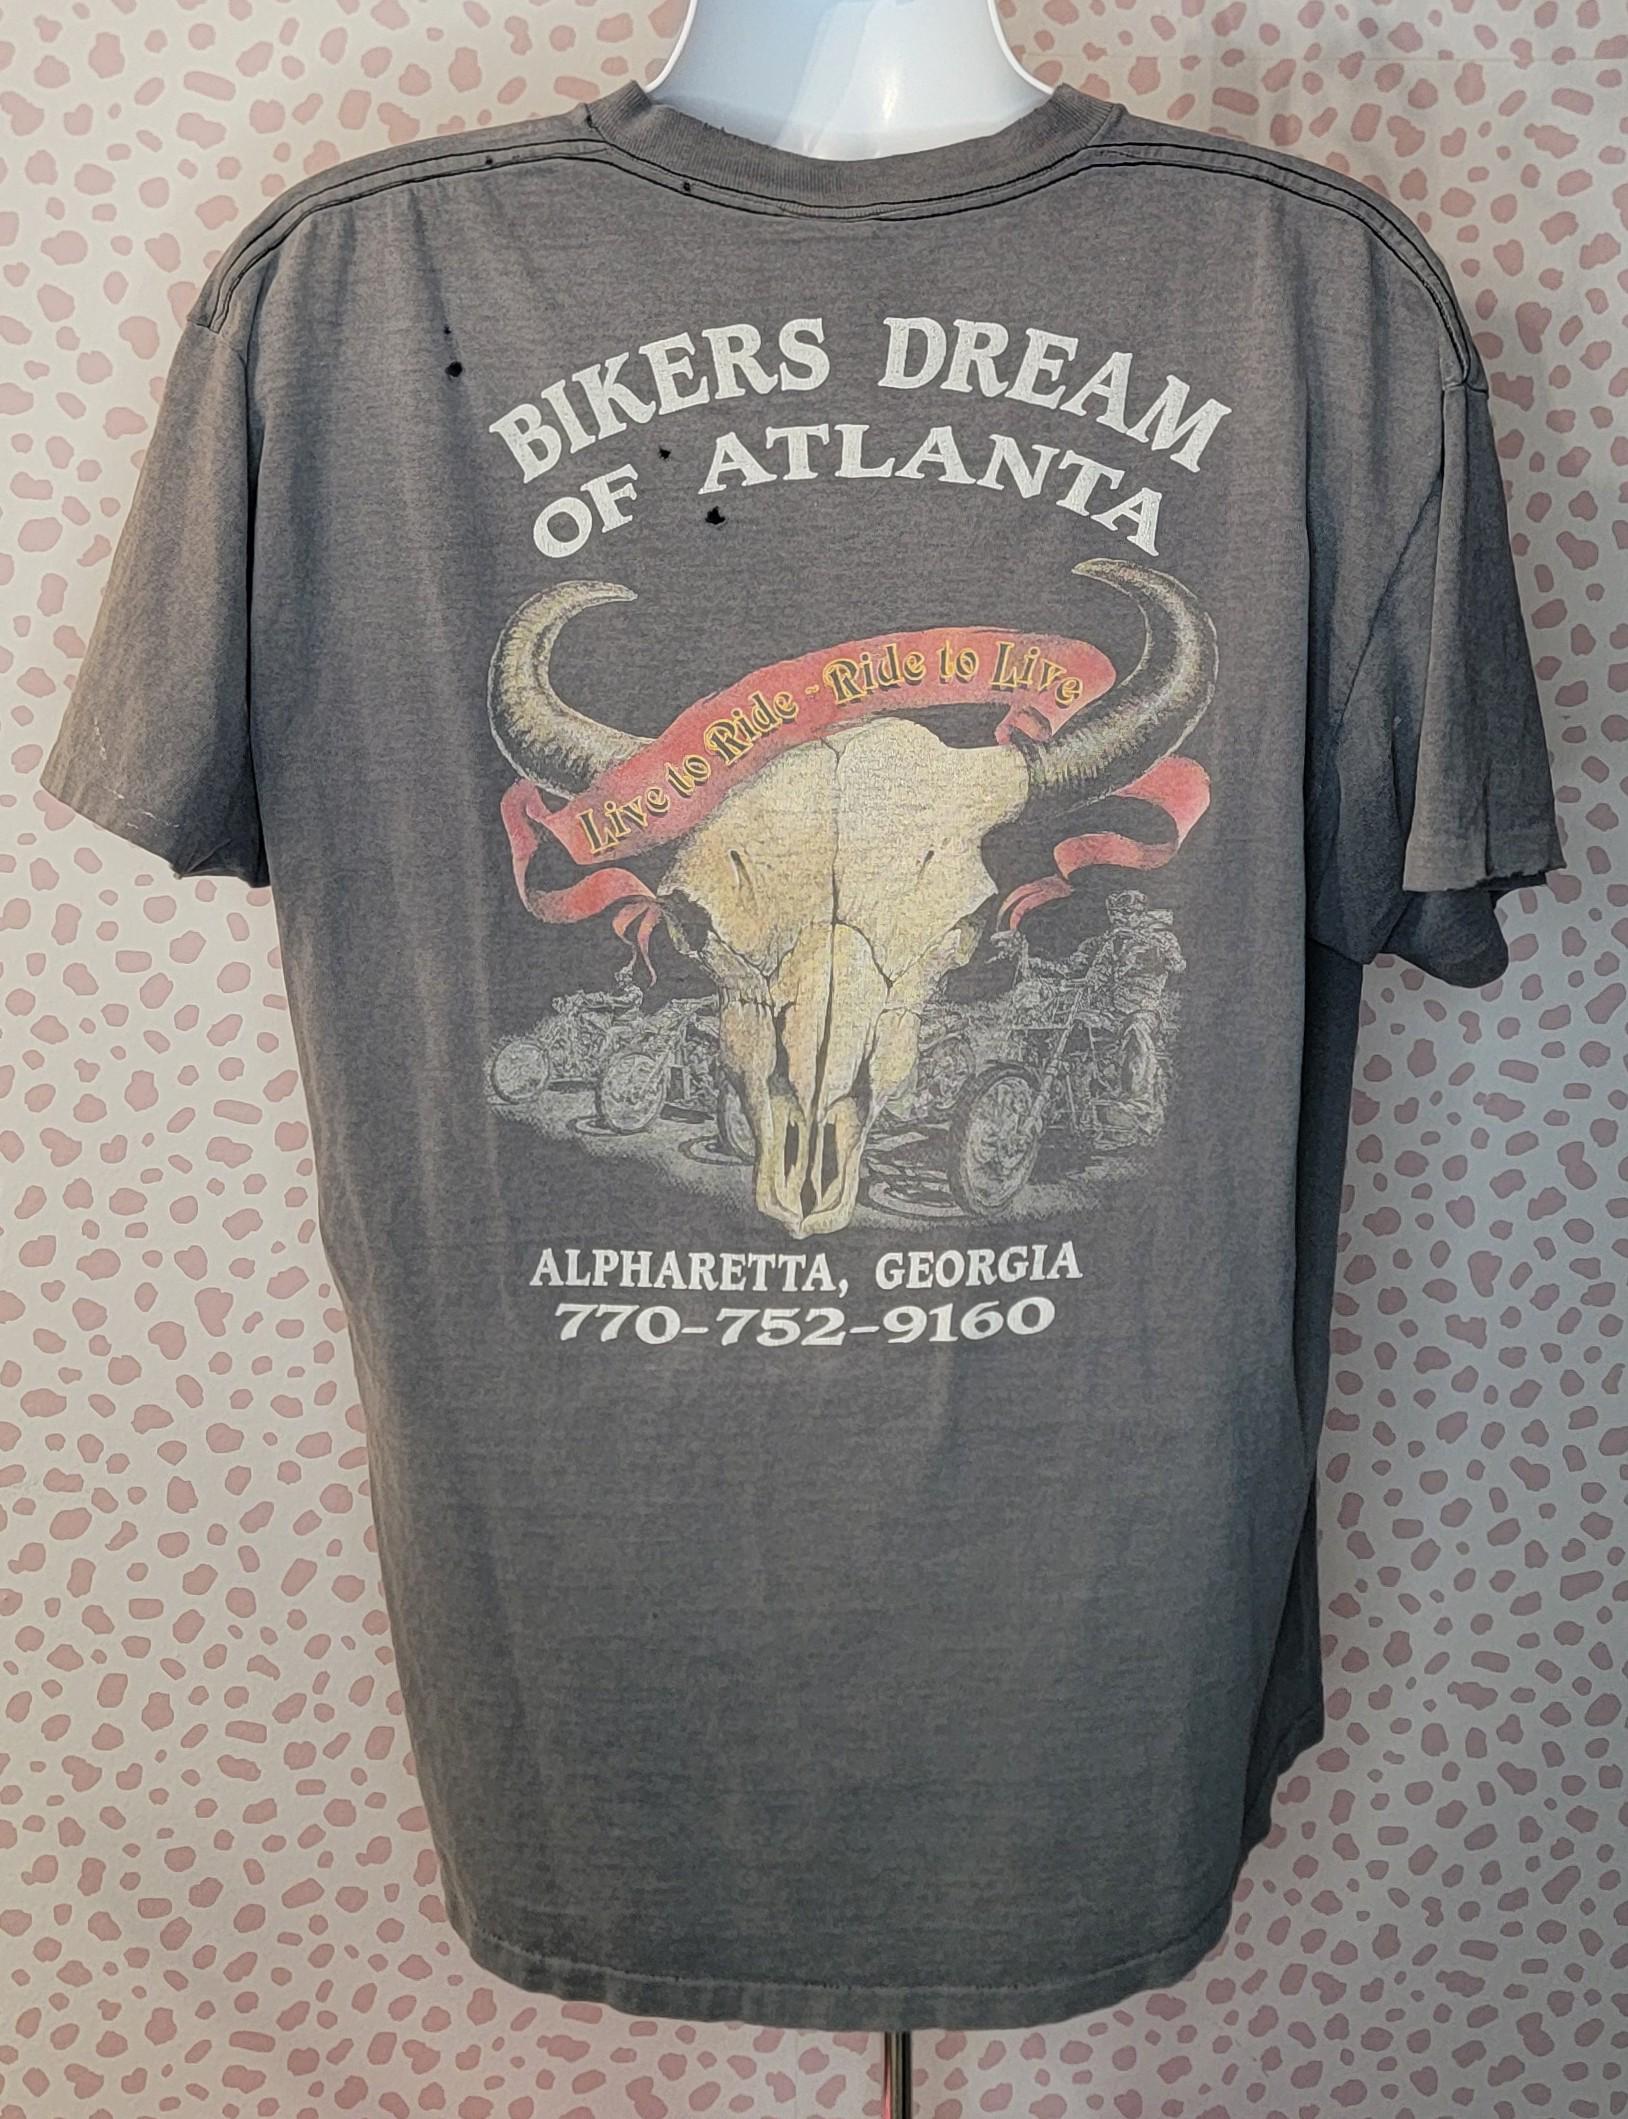 BIKERS DREAM
OF ATLANTA
Live to Ride - Ride to Live
ALPHARETTA, GEORGIA
770-752-9160